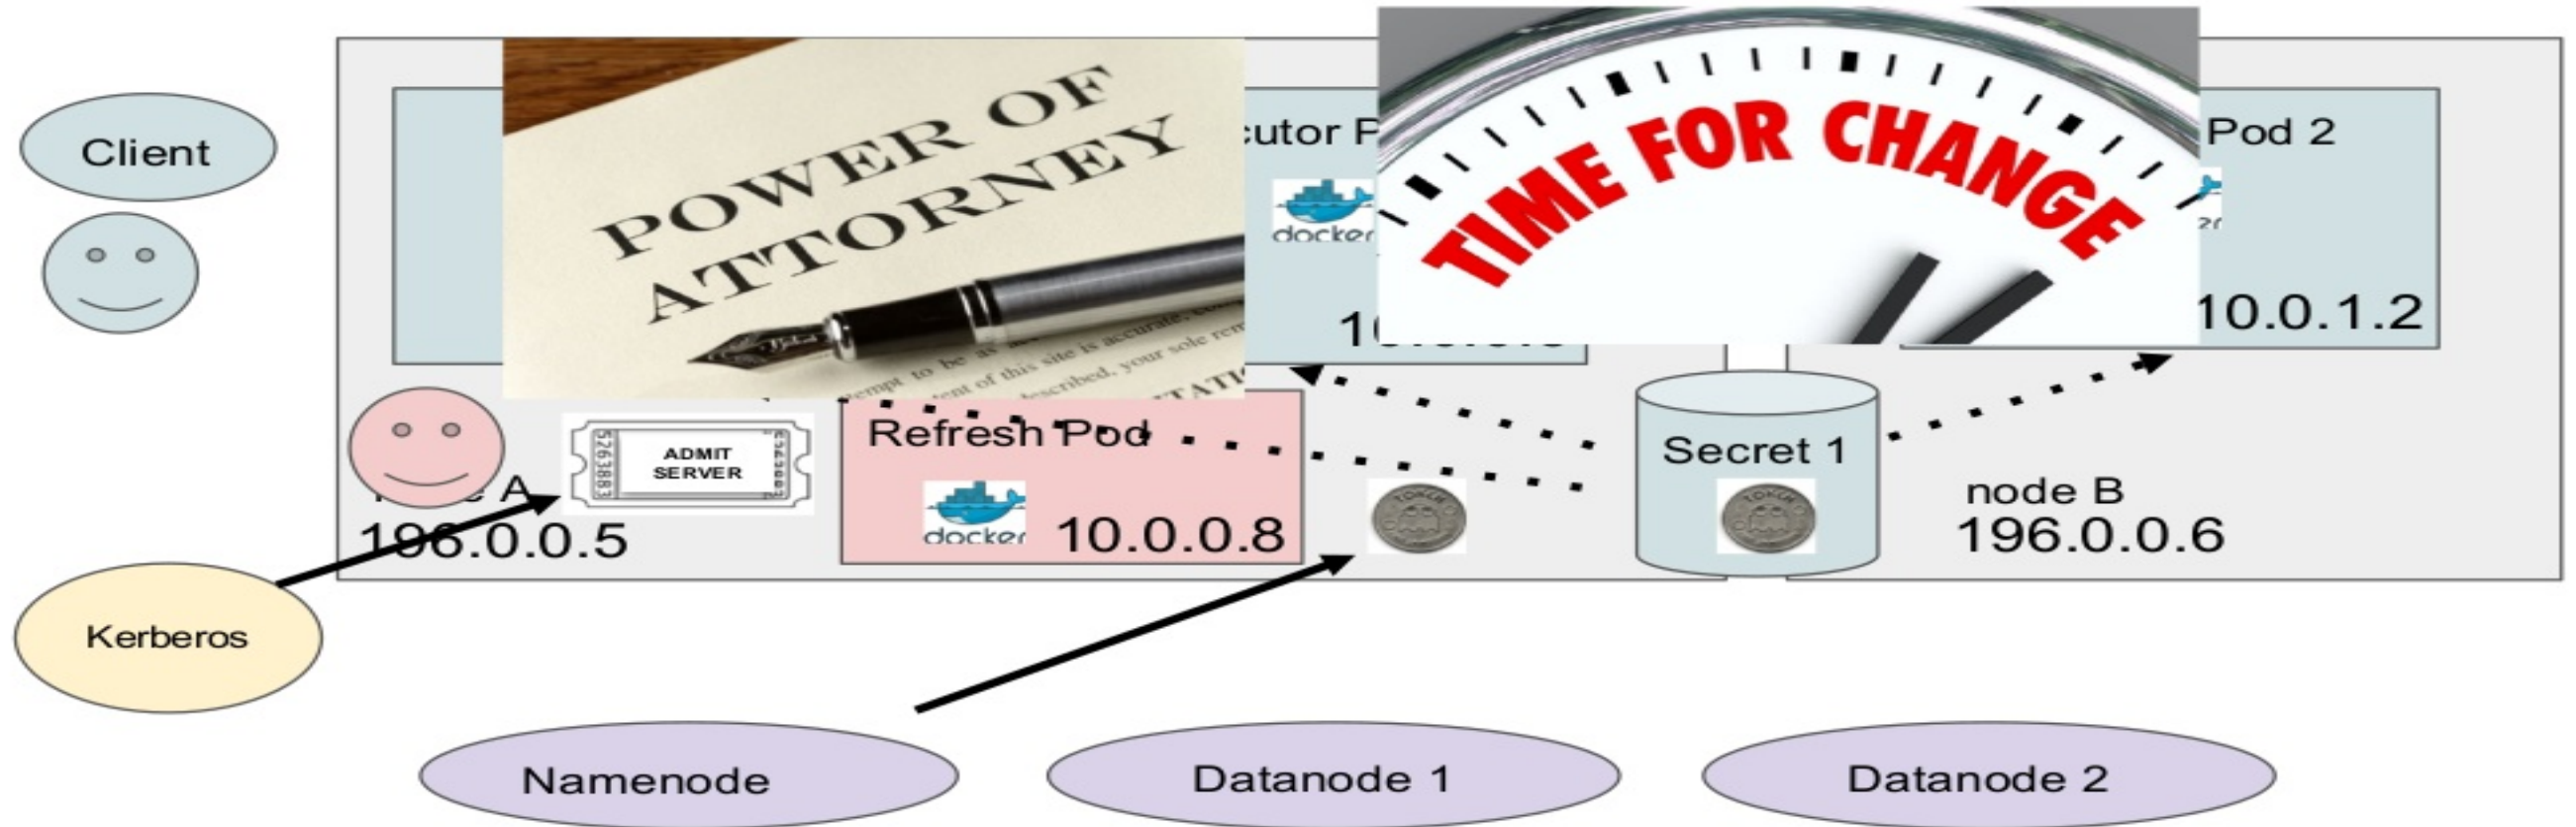 Client
POWER OF
ATTORNEY
TIME FOR CHANGE
Pod 2
docker
10.0.1.2
ADMIT
SERVER
Refresh Pod
docker
10.0.0.8
A
196.0.0.5
Secret 1
TOKEN
TOKEN
node B
196.0.0.6
Kerberos
Namenode
Datanode 1
Datanode 2